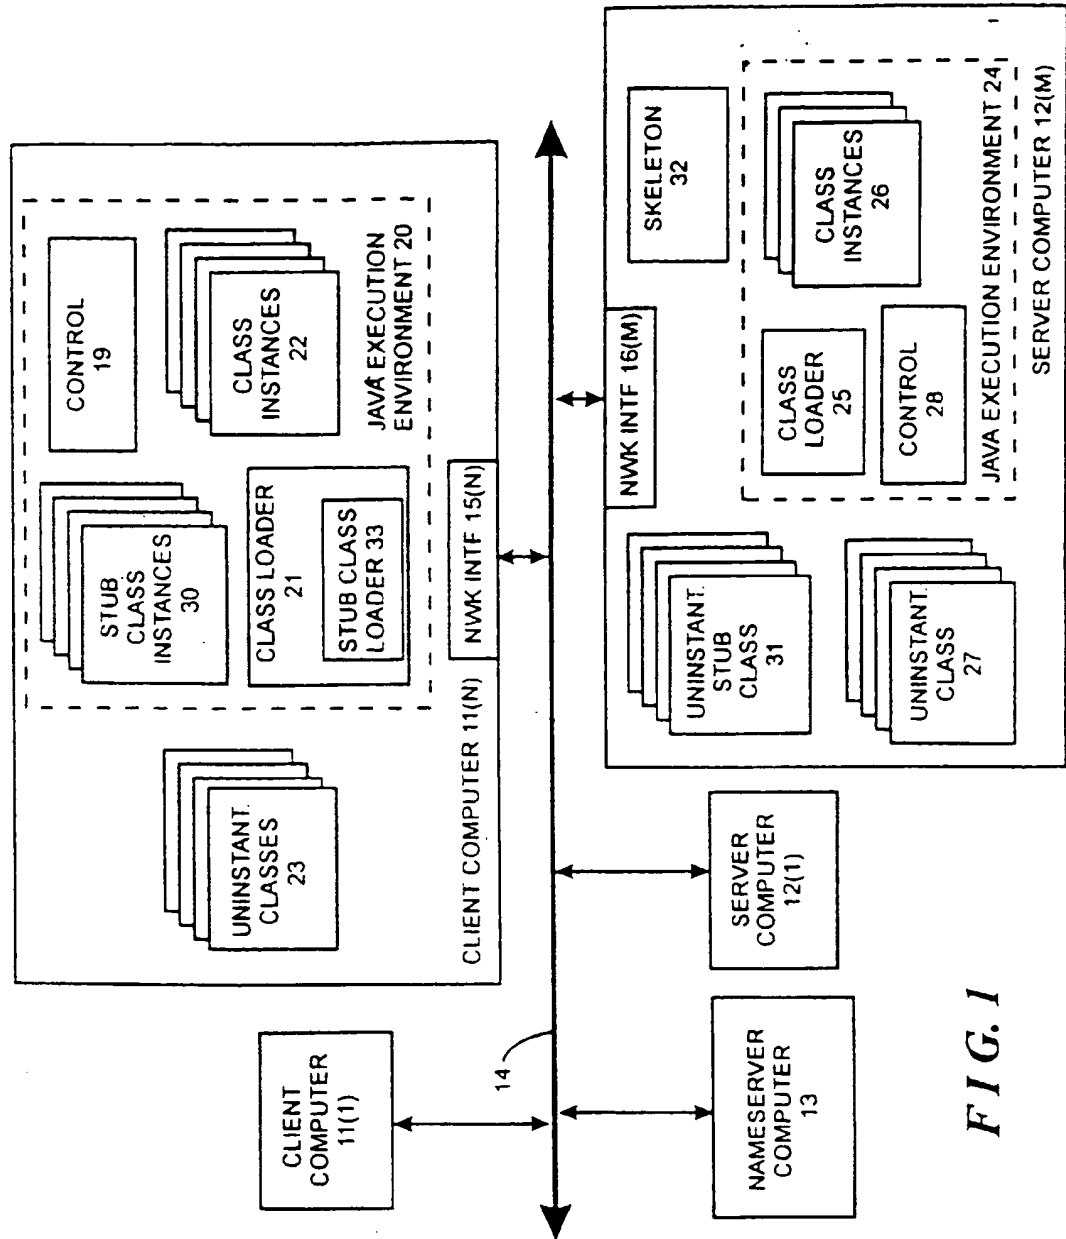 CLIENT
COMPUTER
11(1)
UNINSTANT.
CLASSES
23
STUB
CLASS
INSTANCES
30
CONTROL
19
CLASS LOADER
21
STUB CLASS
LOADER 33
CLASS
INSTANCES
22
JAVA EXECUTION
ENVIRONMENT 20
CLIENT COMPUTER 11(N)
NWK INTF 15(N)
14
NAMESERVER
COMPUTER
13
SERVER
COMPUTER
12(1)
NWK INTF 16(M)
UNINSTANT.
STUB
CLASS
31
SKELETON
32
UNINSTANT.
CLASS
27
CLASS
LOADER
25
CONTROL
28
CLASS
INSTANCES
26
JAVA EXECUTION ENVIRONMENT 24
SERVER COMPUTER 12(M)
FIG. 1